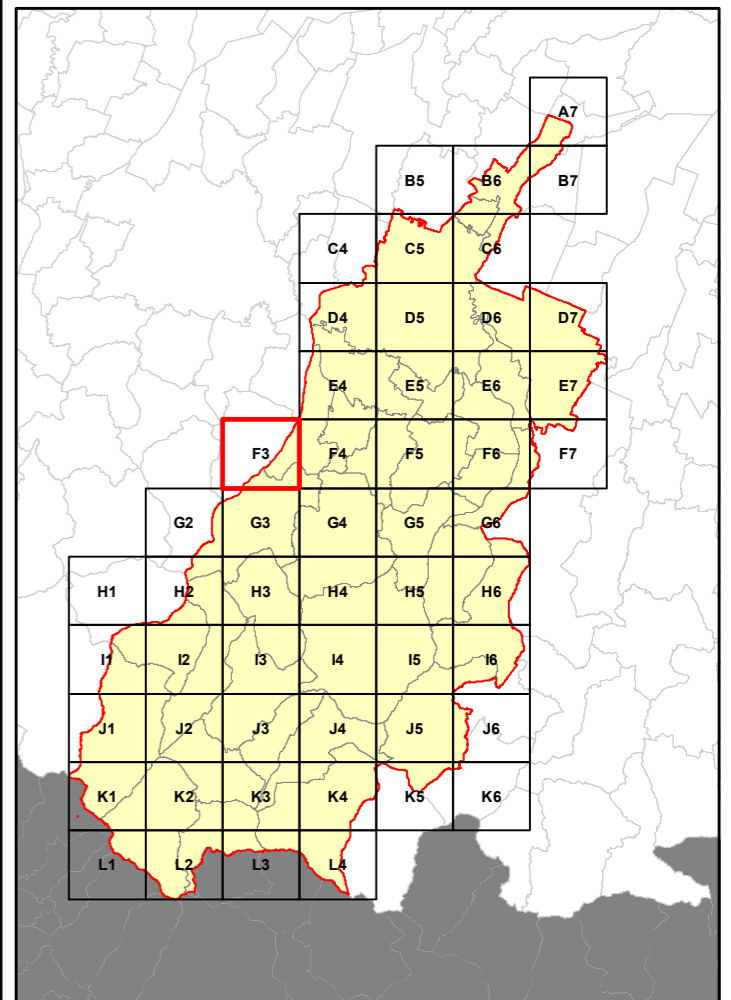 A7
B5 B6 B7
C4 C5 C6
D4 D5 D6 D7
E4 E5 E6 E7
F3 F4 F5 F6 F7
G2 G3 G4 G5 G6
H1 H2 H3 H4 H5 H6
I1 I2 I3 I4 I5 I6
J1 J2 J3 J4 J5 J6
K1 K2 K3 K4 K5 K6
L1 L2 L3 L4